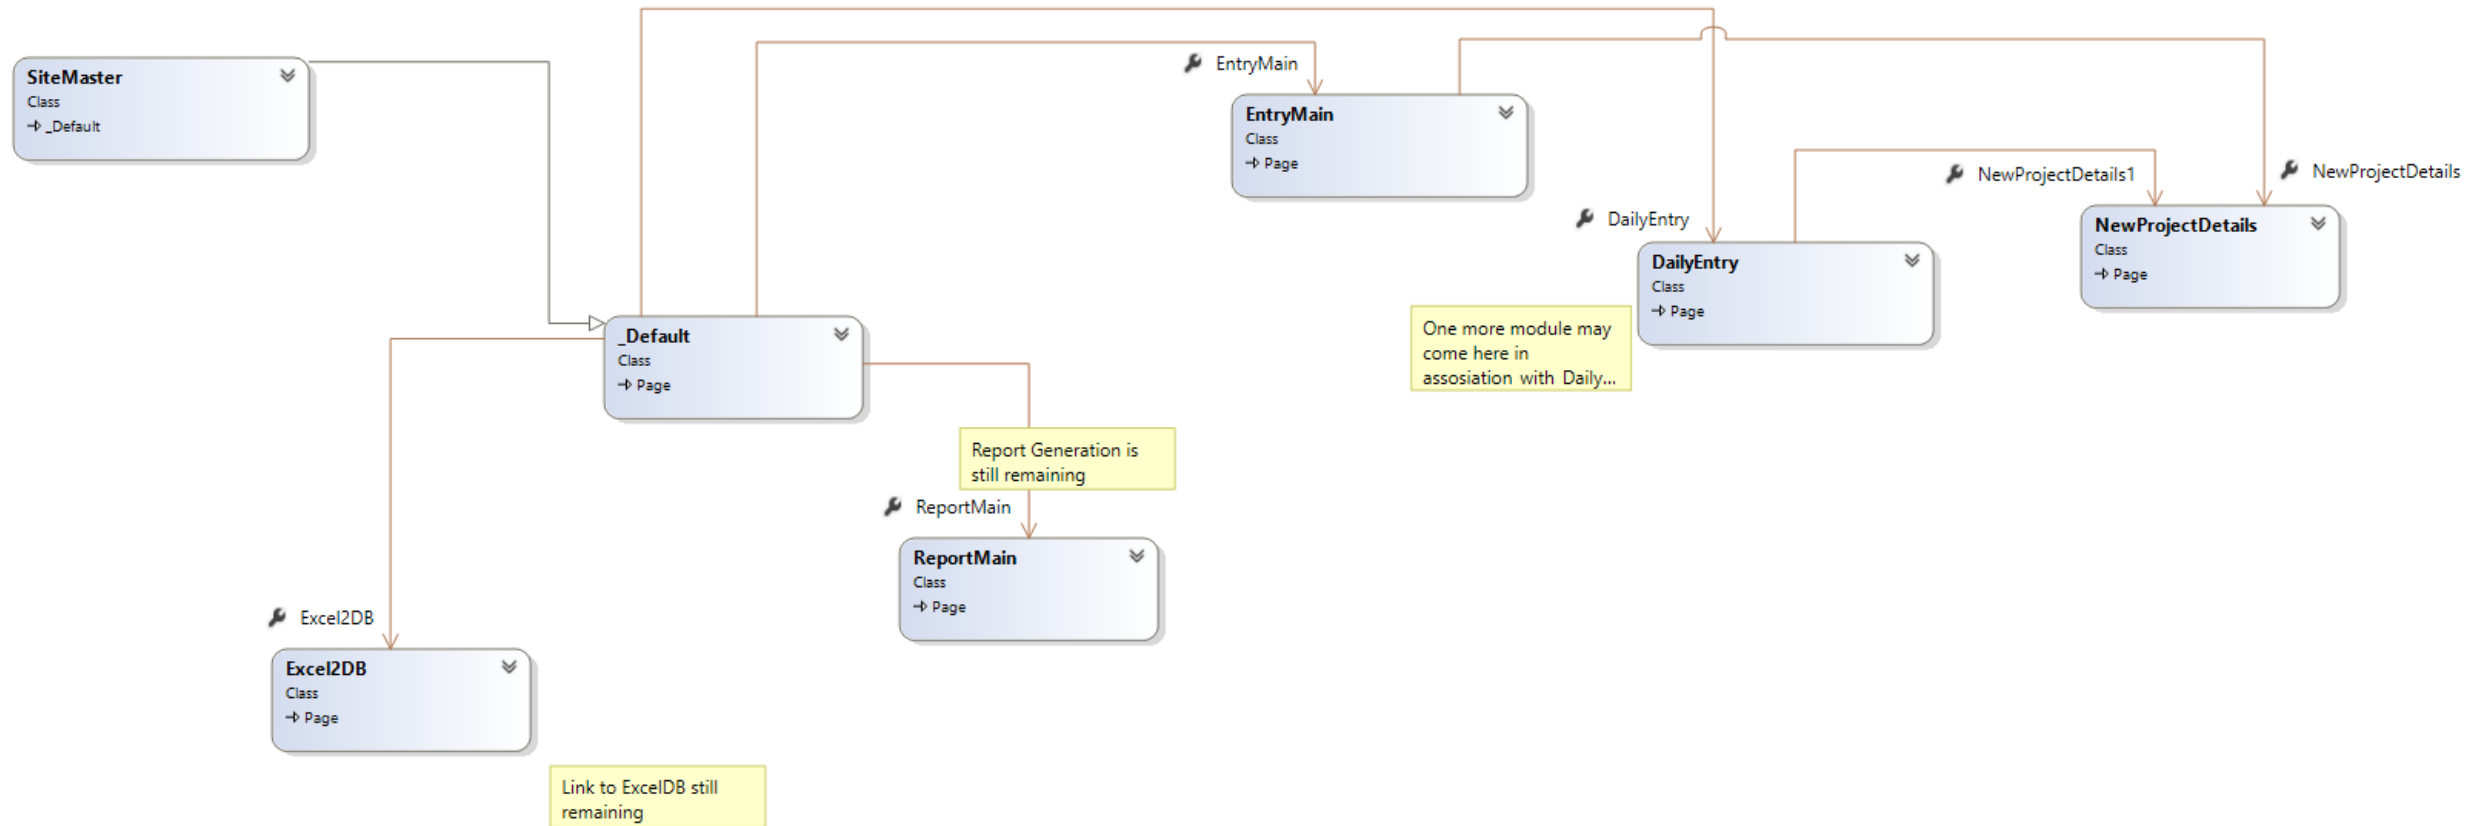 SiteMaster
Class
_Default
EntryMain
EntryMain
Class
Page
NewProjectDetails1
NewProjectDetails
NewProjectDetails
Class
Page
DailyEntry
DailyEntry
Class
Page
One more module may
come here in
assosiation with Daily...
_Default
Class
Page
Report Generation is
still remaining
ReportMain
ReportMain
Class
Page
Excel2DB
Excel2DB
Class
Page
Link to ExcelDB still
remaining